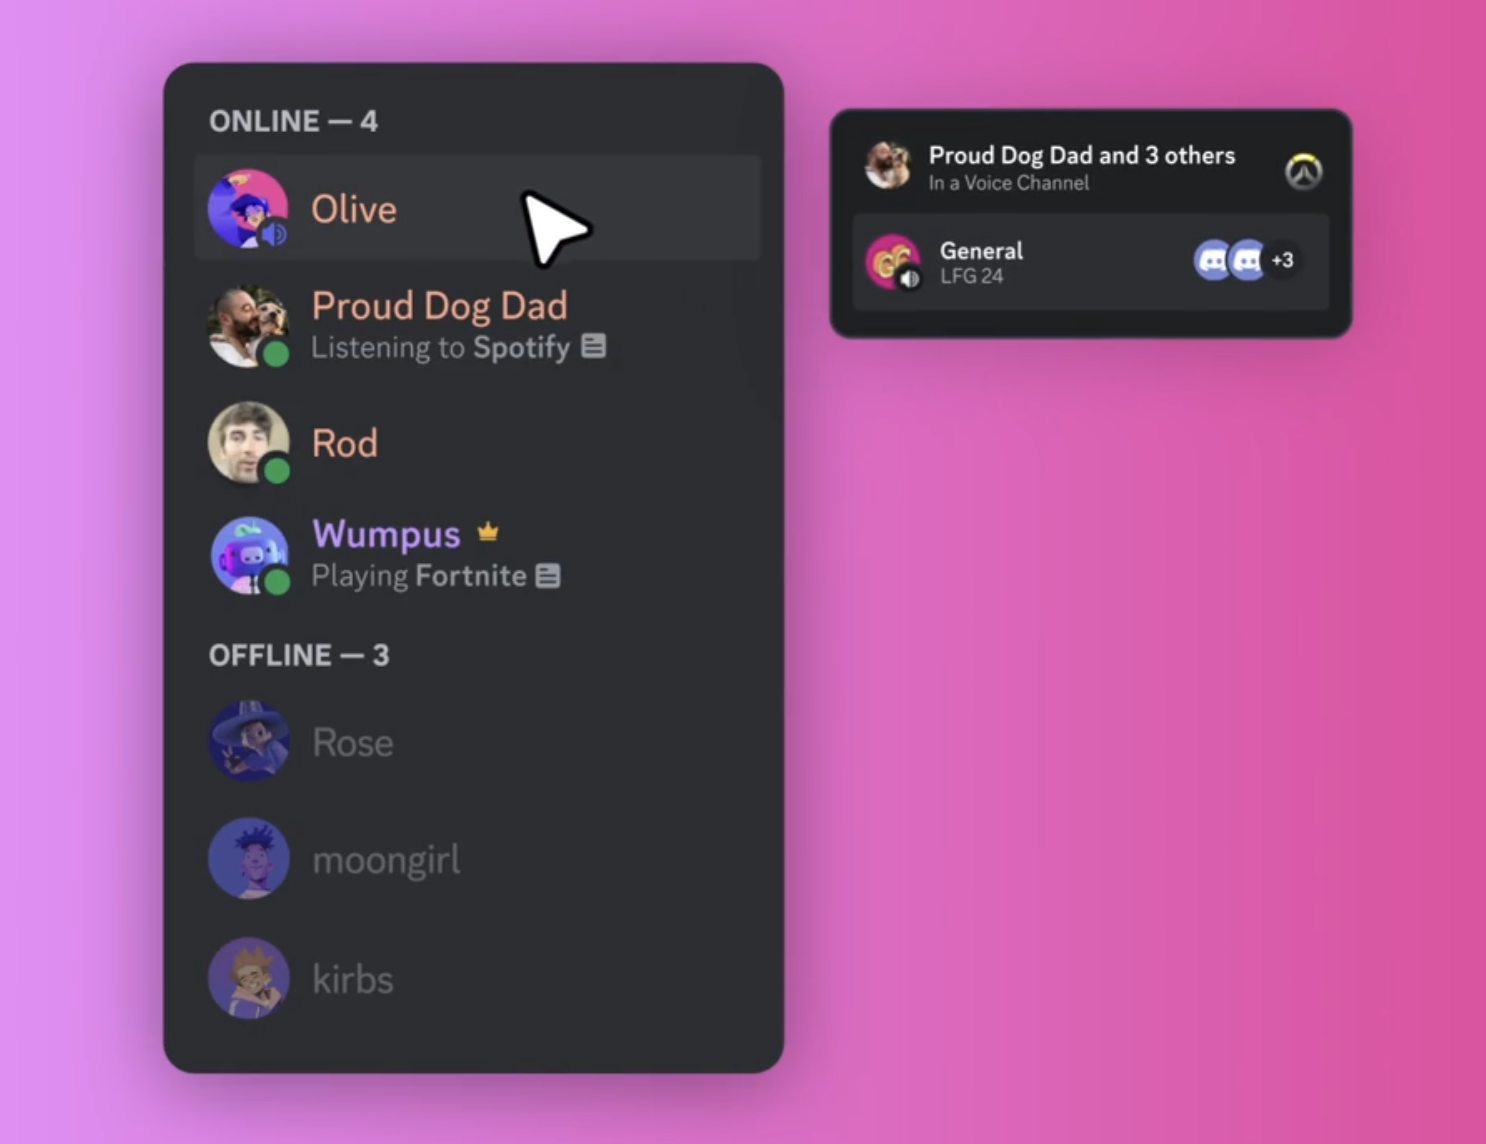 ONLINE — 4
Olive
Proud Dog Dad
Listening to Spotify
Rod
Wumpus
Playing Fortnite
OFFLINE — 3
Rose
moongirl
kirbs
Proud Dog Dad and 3 others
In a Voice Channel
General
LFG 24
+3